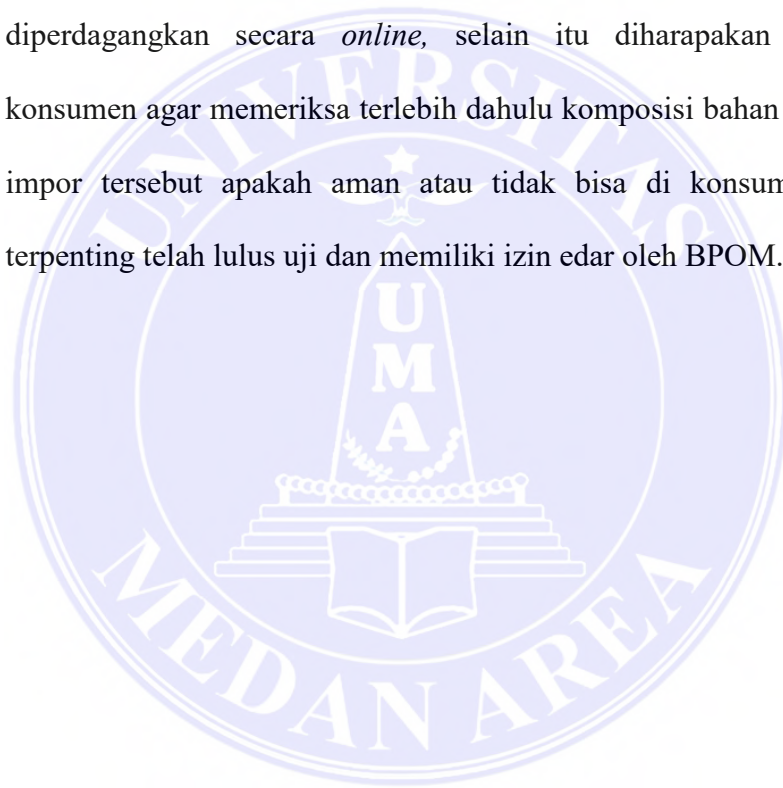 diperdagangkan secara online, selain itu diharapakan
konsumen agar memeriksa terlebih dahulu komposisi bahan
impor tersebut apakah aman atau tidak bisa di
terpenting telah lulus uji dan memiliki izin edar oleh BPOM.
UNIVERSITAS
UMA
MEDAN AREA